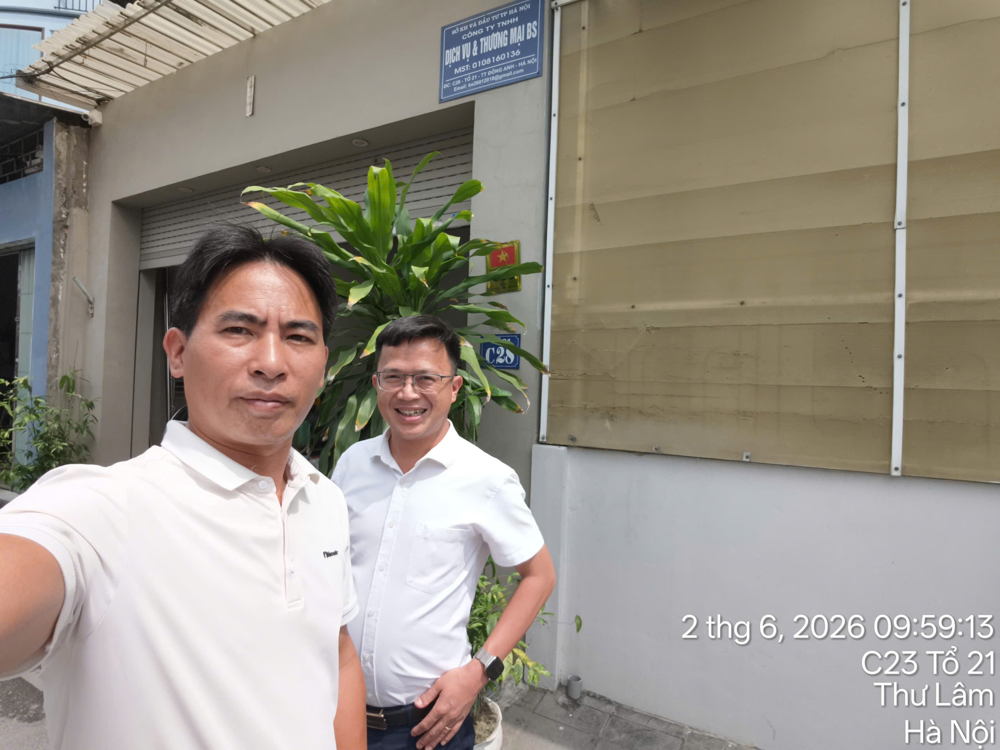 SỞ KH VÀ ĐẦU TƯ TP HÀ NỘI
CÔNG TY TNHH
DỊCH VỤ & THƯƠNG MẠI BS
MST: 0108160136
ĐC: C28 - TỔ 21 - TT ĐÔNG ANH - HÀ NỘI
Email: bs26012018@gmail.com
C28
2 thg 6, 2026 09:59:13
C23 Tổ 21
Thư Lâm
Hà Nội